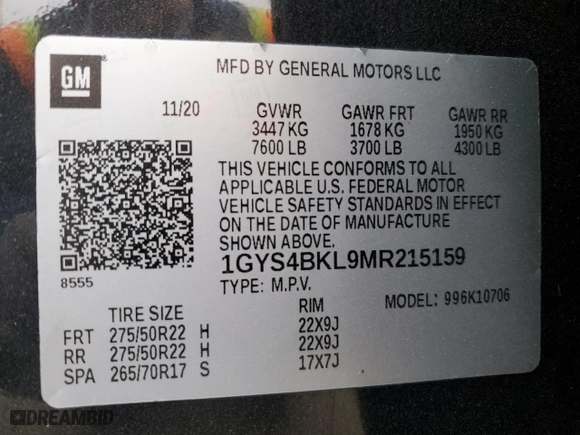 GM
MFD BY GENERAL MOTORS LLC
11/20 GVWR GAWR FRT GAWR RR
3447 KG 1678 KG 1950 KG
7600 LB 3700 LB 4300 LB
THIS VEHICLE CONFORMS TO ALL
APPLICABLE U.S. FEDERAL MOTOR
VEHICLE SAFETY STANDARDS IN EFFECT
ON THE DATE OF MANUFACTURE
SHOWN ABOVE.
8555 1GYS4BKL9MR215159
TYPE: M.P.V. MODEL: 996K10706
TIRE SIZE RIM
FRT 275/50R22 H 22X9J
RR 275/50R22 H 22X9J
SPA 265/70R17 S 17X7J
DREAMBID